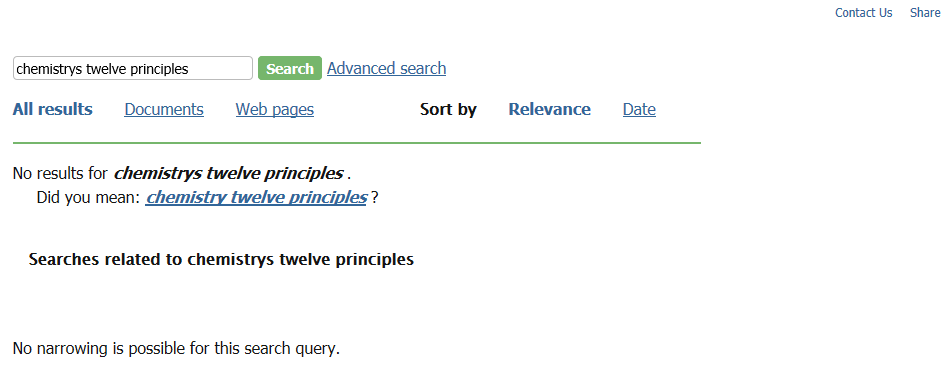 Contact Us Share
chemistrys twelve principles Search Advanced search
All results Documents Web pages Sort by Relevance Date
No results for chemistrys twelve principles .
Did you mean: chemistry twelve principles ?
Searches related to chemistrys twelve principles
No narrowing is possible for this search query.